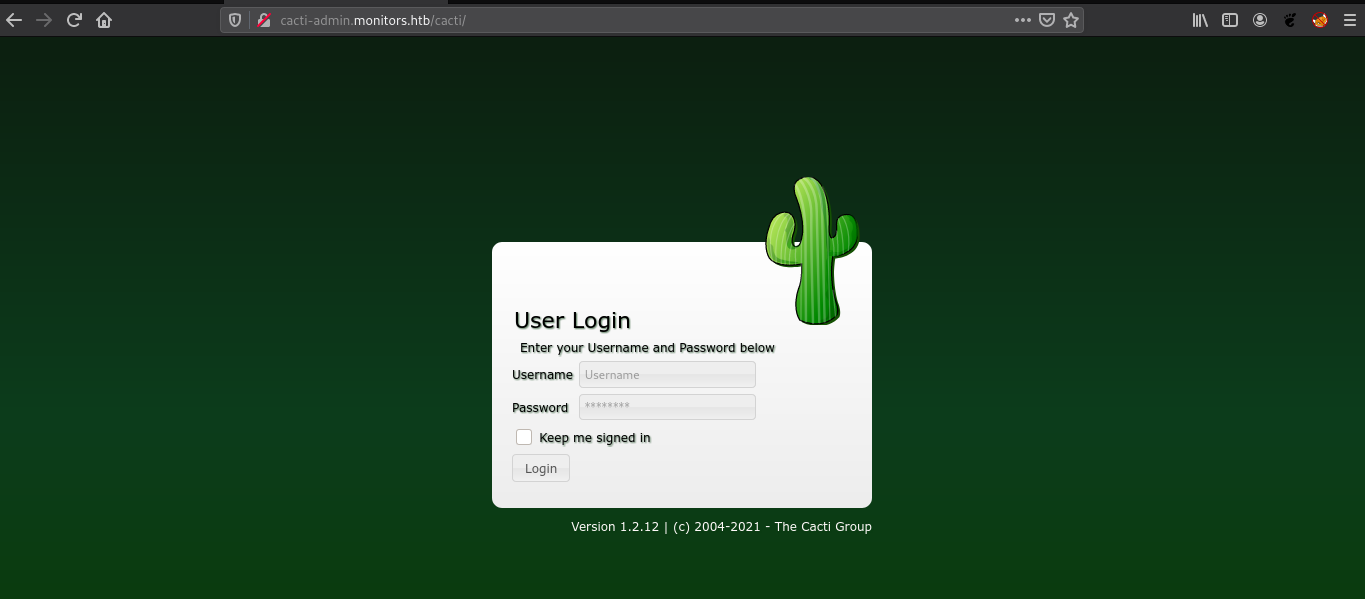 cacti-admin.monitors.htb/cacti/
User Login
Enter your Username and Password below
Username Username
Password ********
Keep me signed in
Login
Version 1.2.12 | (c) 2004-2021 - The Cacti Group